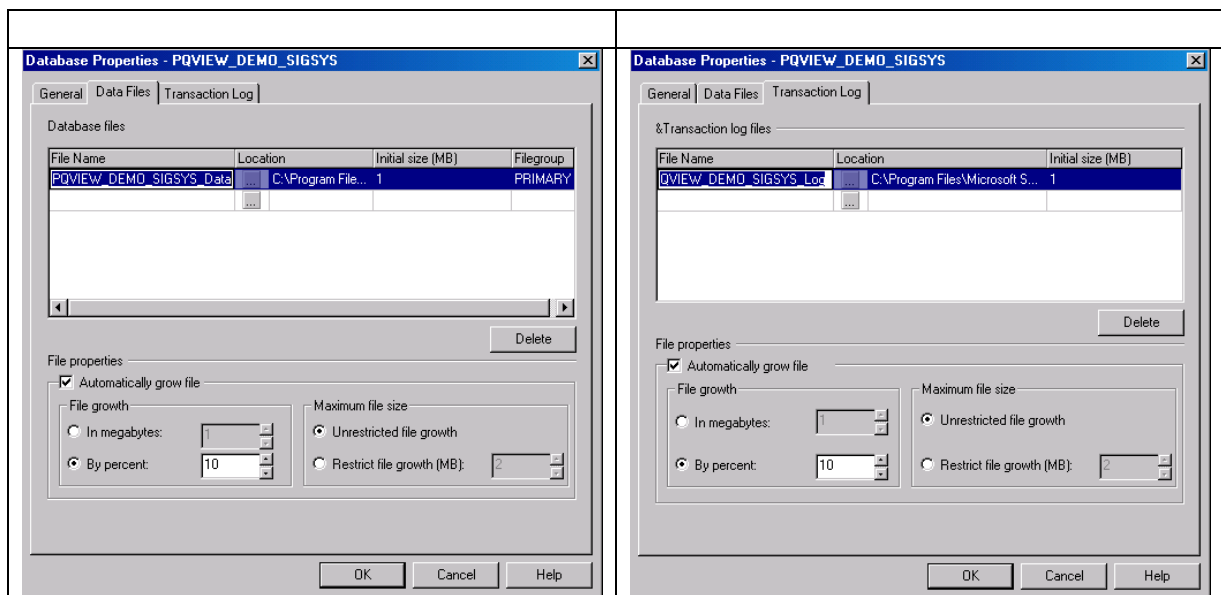 Database Properties - PQVIEW_DEMO_SIGSYS
General Data Files Transaction Log
Database files
File Name Location Initial size (MB) Filegroup
PQVIEW_DEMO_SIGSYS_Data ... C:\Program File... 1 PRIMARY
...
Delete
File properties
Automatically grow file
File growth Maximum file size
In megabytes: 1 Unrestricted file growth
By percent: 10 Restrict file growth (MB): 2
OK Cancel Help
Database Properties - PQVIEW_DEMO_SIGSYS
General Data Files Transaction Log
&Transaction log files
File Name Location Initial size (MB)
QVIEW_DEMO_SIGSYS_Log ... C:\Program Files\Microsoft S... 1
...
Delete
File properties
Automatically grow file
File growth Maximum file size
In megabytes: 1 Unrestricted file growth
By percent: 10 Restrict file growth (MB): 2
OK Cancel Help